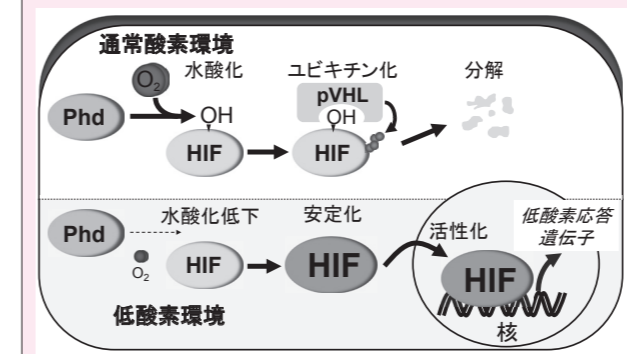 通常酸素環境
O2
水酸化
ユビキチン化
分解
pVHL
Phd
OH
OH
HIF
HIF
水酸化低下
安定化
活性化
低酸素応答
遺伝子
Phd
O2
HIF
HIF
HIF
低酸素環境
核